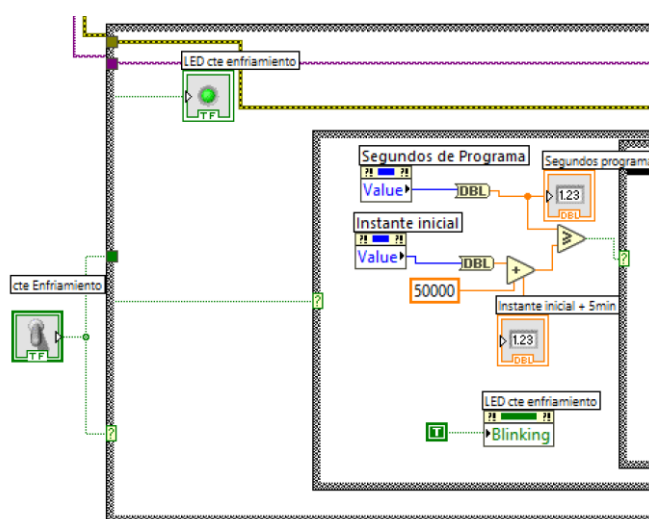 LED cte enfriamiento
TF
Segundos de Programa
?! ?!
Value
DBL
Segundos programa
1.23
DBL
Instante inicial
?! ?!
Value
DBL
+
≥
?
50000
cte Enfriamiento
TF
?
Instante inicial + 5min
1.23
DBL
LED cte enfriamiento
?! ?!
T
Blinking
?